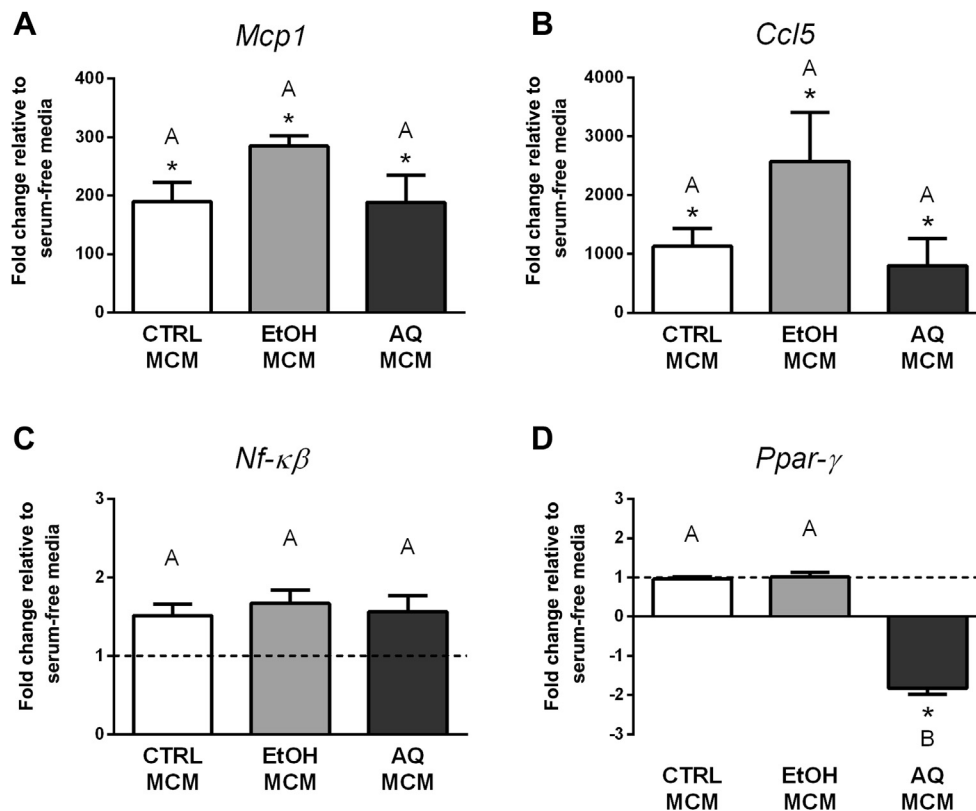 A
Mcp1
Fold change relative to
serum-free media
400
300
200
100
0
A
*
A
*
A
*
CTRL
MCM
EtOH
MCM
AQ
MCM
B
Ccl5
Fold change relative to
serum-free media
4000
3000
2000
1000
0
A
*
A
*
A
*
CTRL
MCM
EtOH
MCM
AQ
MCM
C
Nf-κβ
Fold change relative to
serum-free media
3
2
1
0
A
A
A
CTRL
MCM
EtOH
MCM
AQ
MCM
D
Ppar-γ
Fold change relative to
serum-free media
3
2
1
0
-1
-2
-3
A
A
*
B
CTRL
MCM
EtOH
MCM
AQ
MCM